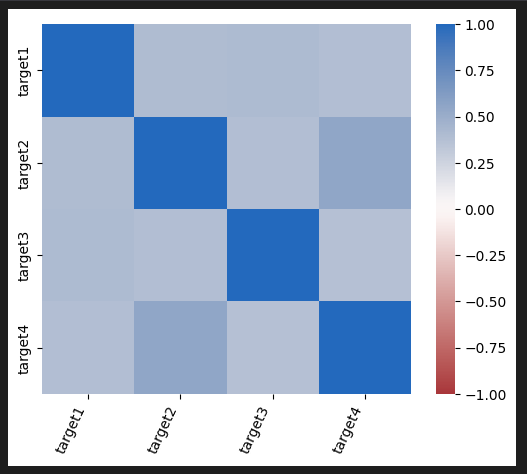 target1
target2
target3
target4
target1
target2
target3
target4
1.00
0.75
0.50
0.25
0.00
−0.25
−0.50
−0.75
−1.00